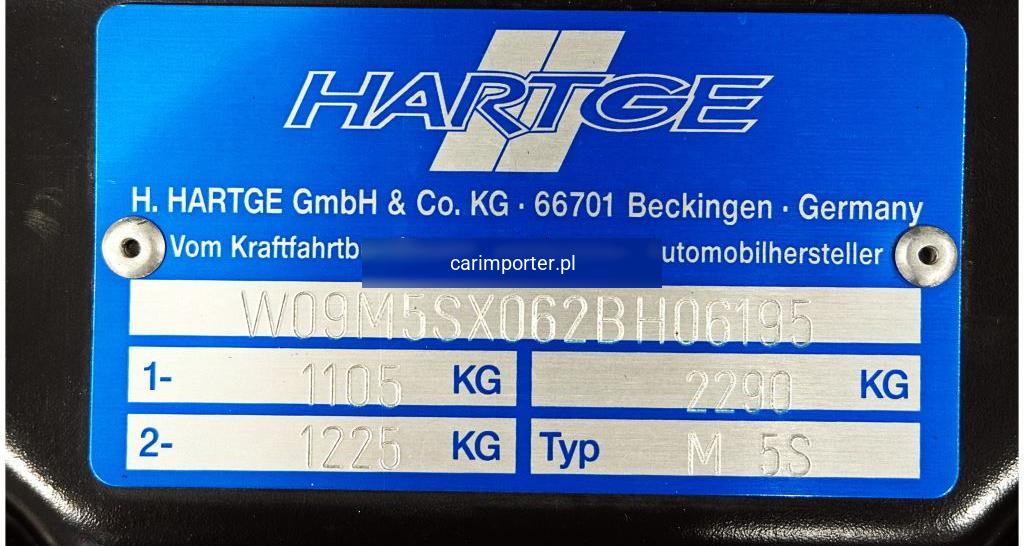 HARTGE
H. HARTGE GmbH & Co. KG · 66701 Beckingen · Germany
Vom Kraftfahrtb utomobilhersteller
carimporter.pl
W09M5SX062BH06195
1- 1105 KG 2290 KG
2- 1225 KG Typ M 5S